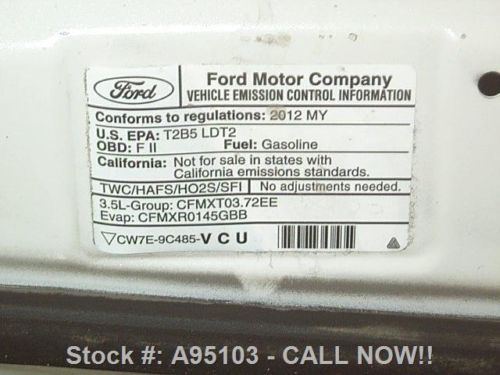 Ford
Ford Motor Company
VEHICLE EMISSION CONTROL INFORMATION
Conforms to regulations: 2012 MY
U.S. EPA: T2B5 LDT2
OBD: F II Fuel: Gasoline
California: Not for sale in states with
California emissions standards.
TWC/HAFS/HO2S/SFI No adjustments needed.
3.5L-Group: CFMXT03.72EE
Evap: CFMXR0145GBB
CW7E-9C485-V C U
Stock #: A95103 - CALL NOW!!